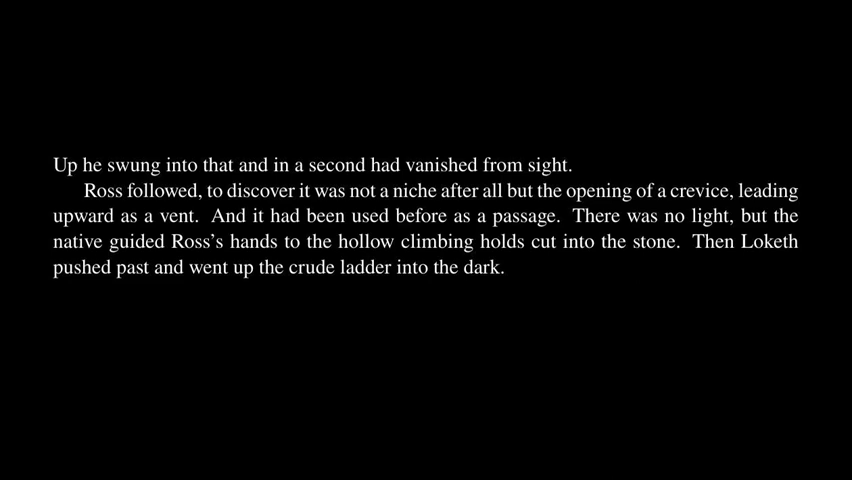 Up he swung into that and in a second had vanished from sight.
Ross followed, to discover it was not a niche after all but the opening of a crevice, leading
upward as a vent. And it had been used before as a passage. There was no light, but the
native guided Ross's hands to the hollow climbing holds cut into the stone. Then Loketh
pushed past and went up the crude ladder into the dark.